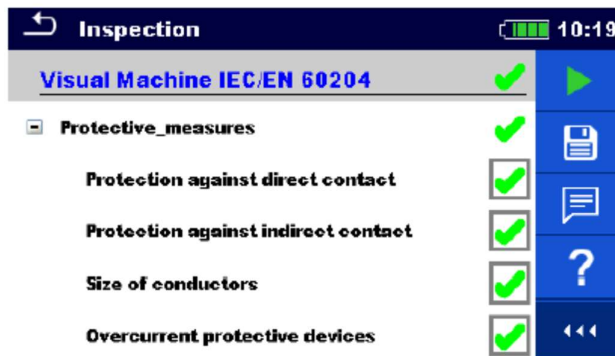 Inspection
10:19
Visual Machine IEC/EN 60204
Protective_measures
Protection against direct contact
Protection against indirect contact
Size of conductors
Overcurrent protective devices
?